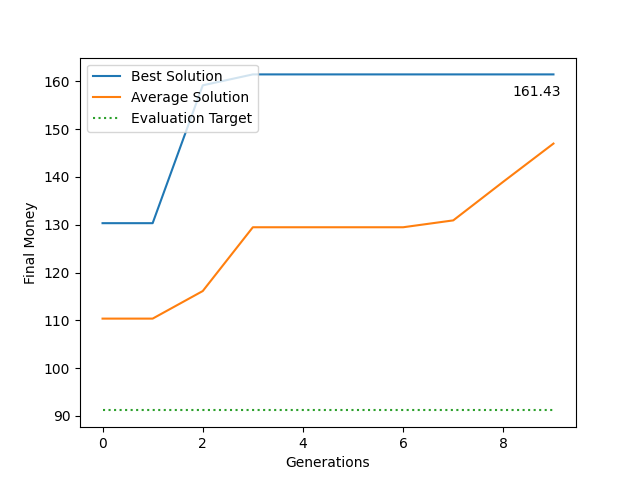 Best Solution
Average Solution
Evaluation Target
161.43
160
150
140
130
120
110
100
90
Final Money
0 2 4 6 8
Generations